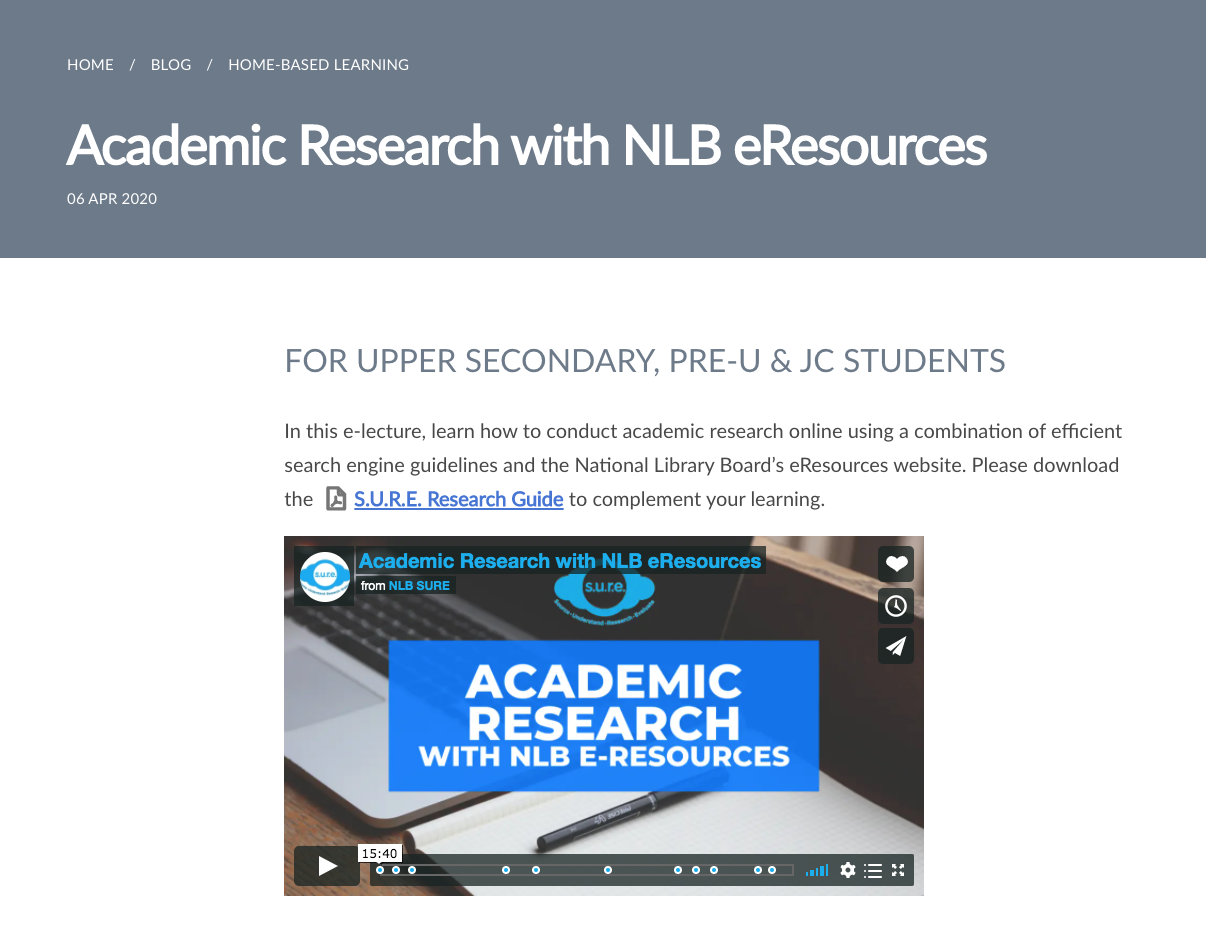 HOME / BLOG / HOME-BASED LEARNING
Academic Research with NLB eResources
06 APR 2020
FOR UPPER SECONDARY, PRE-U & JC STUDENTS
In this e-lecture, learn how to conduct academic research online using a combination of efficient
search engine guidelines and the National Library Board’s eResources website. Please download
the S.U.R.E. Research Guide to complement your learning.
s.u.r.e.
Academic Research with NLB eResources
from NLB SURE
s.u.r.e.
Source•Understand•Research•Evaluate
ACADEMIC
RESEARCH
WITH NLB E-RESOURCES
15:40